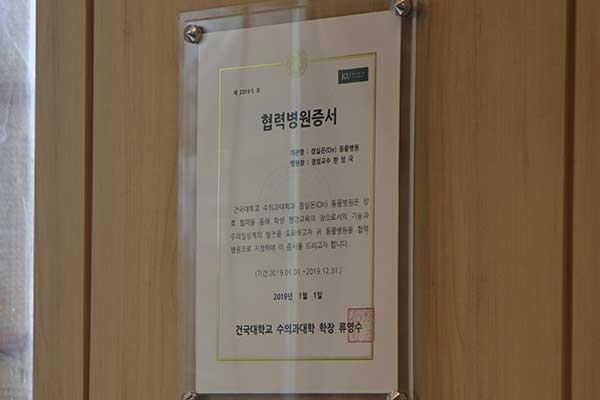 제 2019-5 호
KU
협력병원증서
기관명 : 잠실온(On) 동물병원
병원장 : 겸임교수 한성국
건국대학교 수의과대학과 잠실온(On) 동물병원은 상
호 협력을 통해 학생 현장교육의 장으로서의 기능과
수의임상계의 발전을 도모하고자 귀 동물병원을 협력
병원으로 지정하여 이 증서를 드리고자 합니다.
(기간:2019.01.01.~2019.12.31.)
2019년 1월 1일
건국대학교 수의과대학 학장 류영수